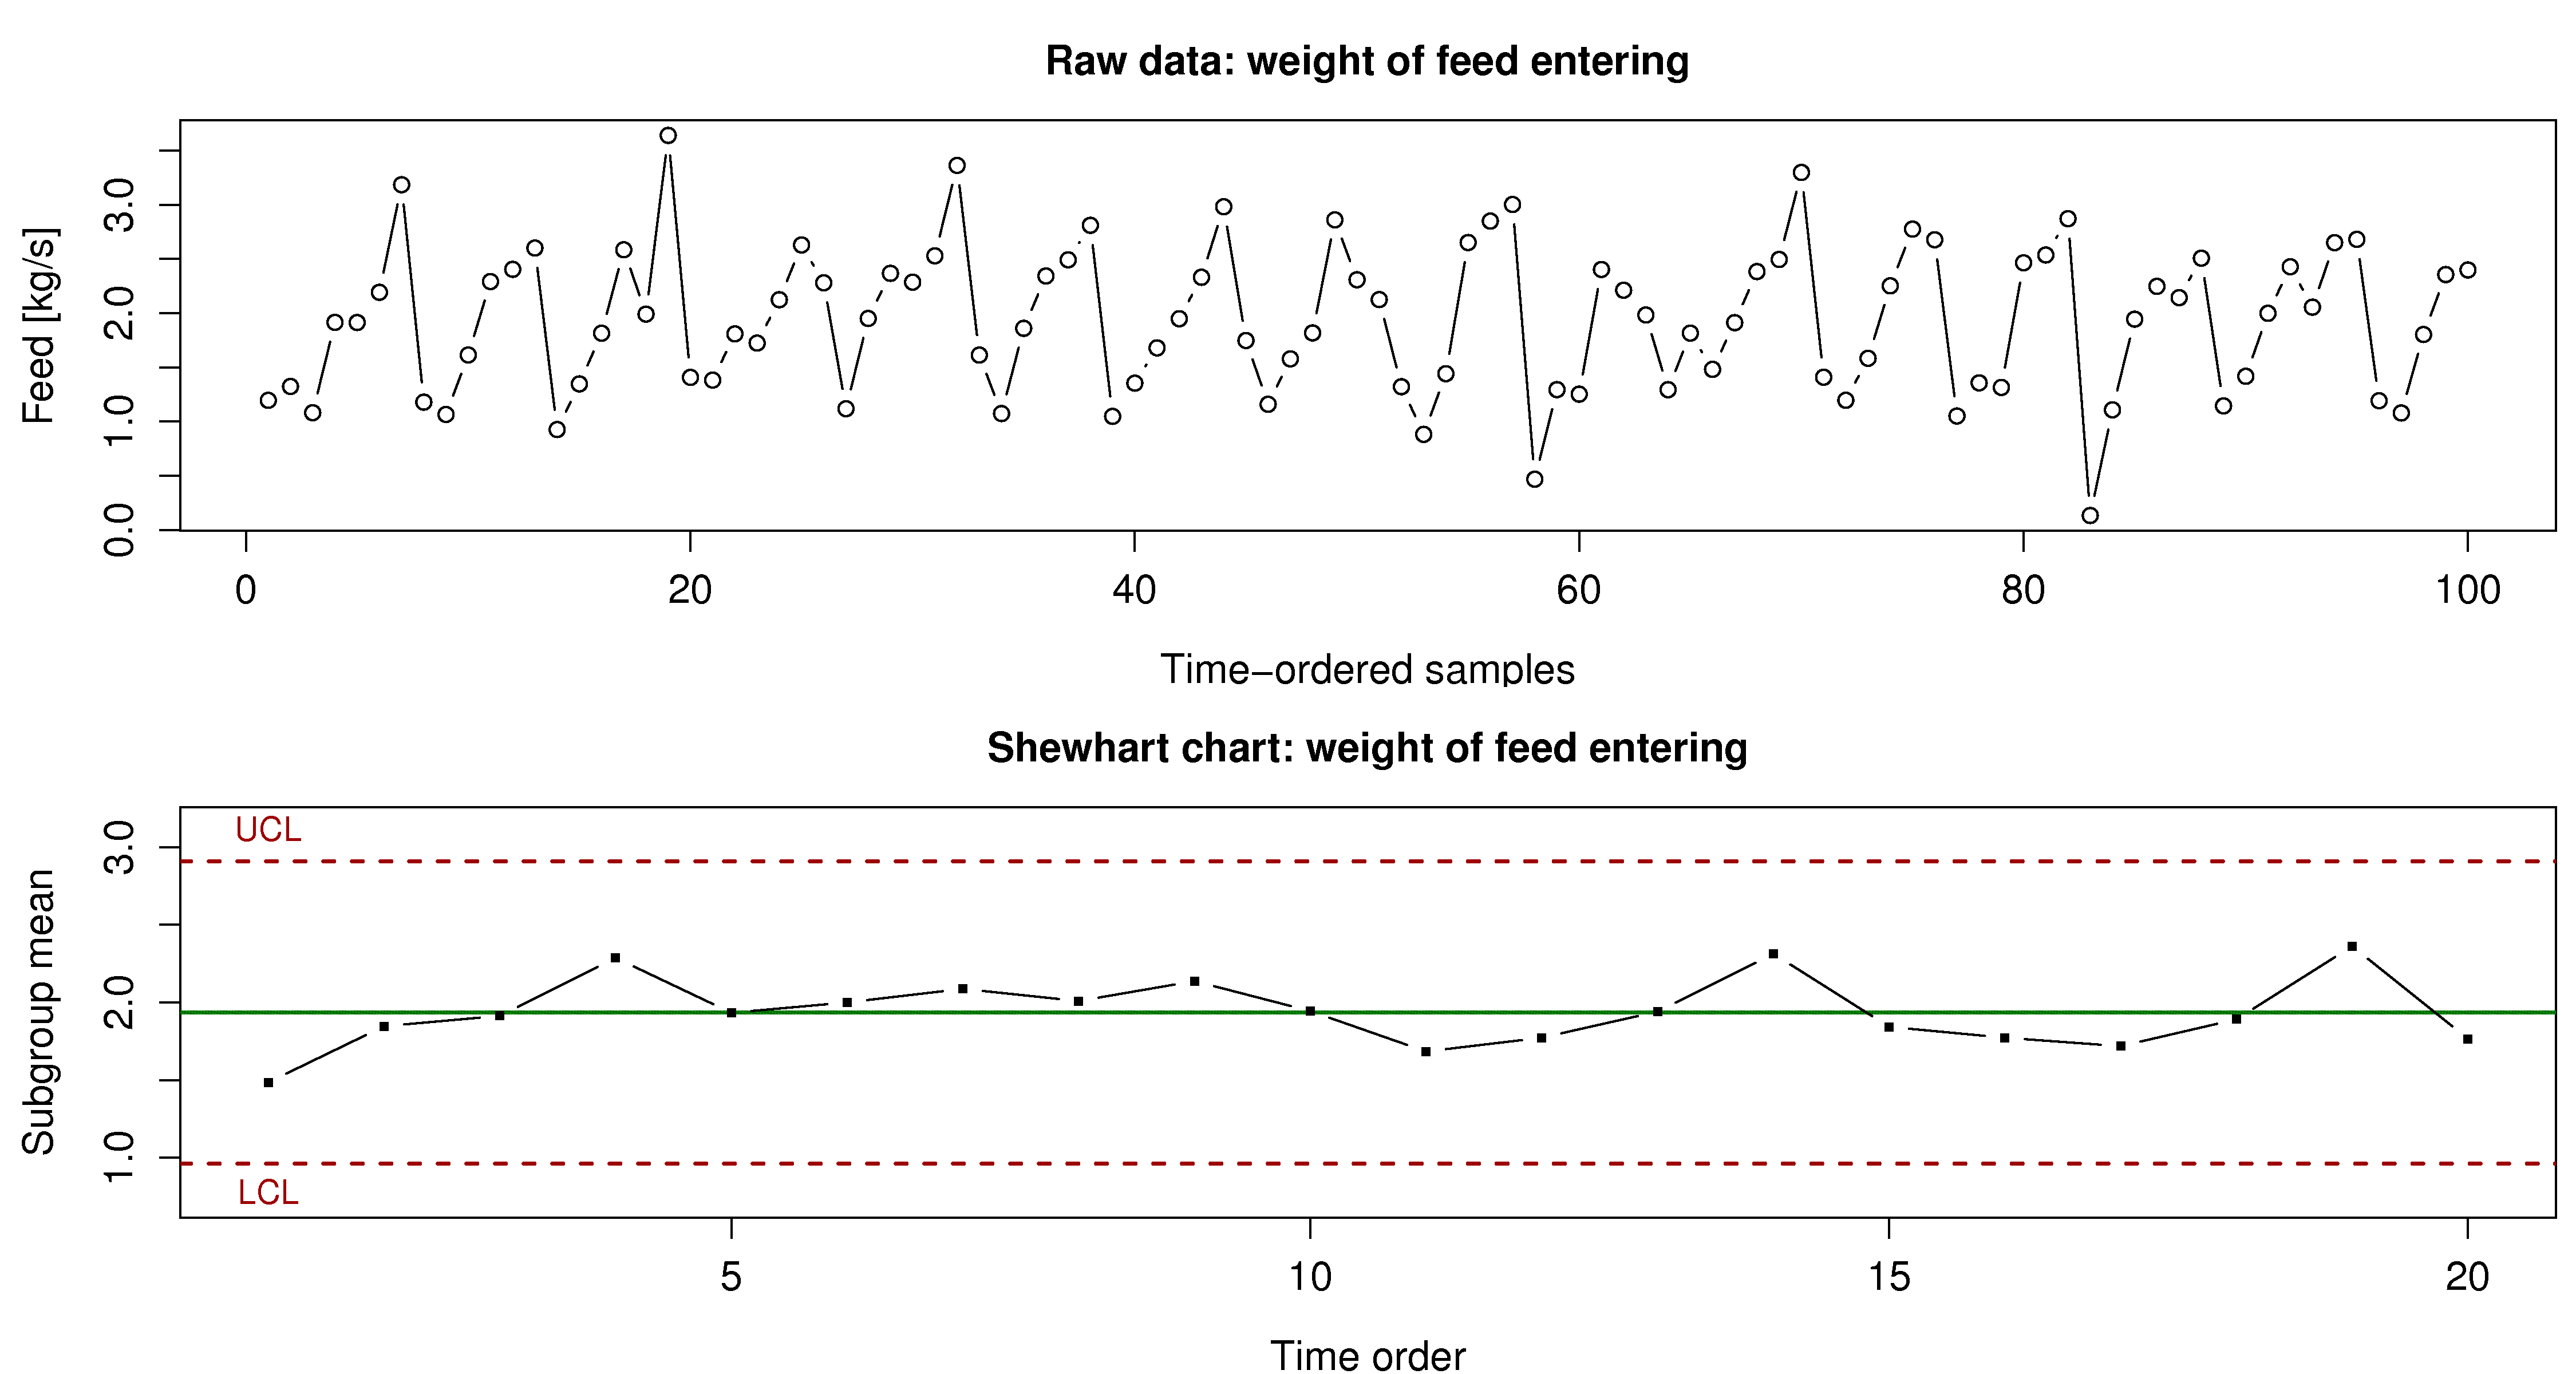 Raw data: weight of feed entering
Feed [kg/s]
3.0
2.0
1.0
0.0
0 20 40 60 80 100
Time−ordered samples
Shewhart chart: weight of feed entering
Subgroup mean
3.0
2.0
1.0
UCL
LCL
5 10 15 20
Time order